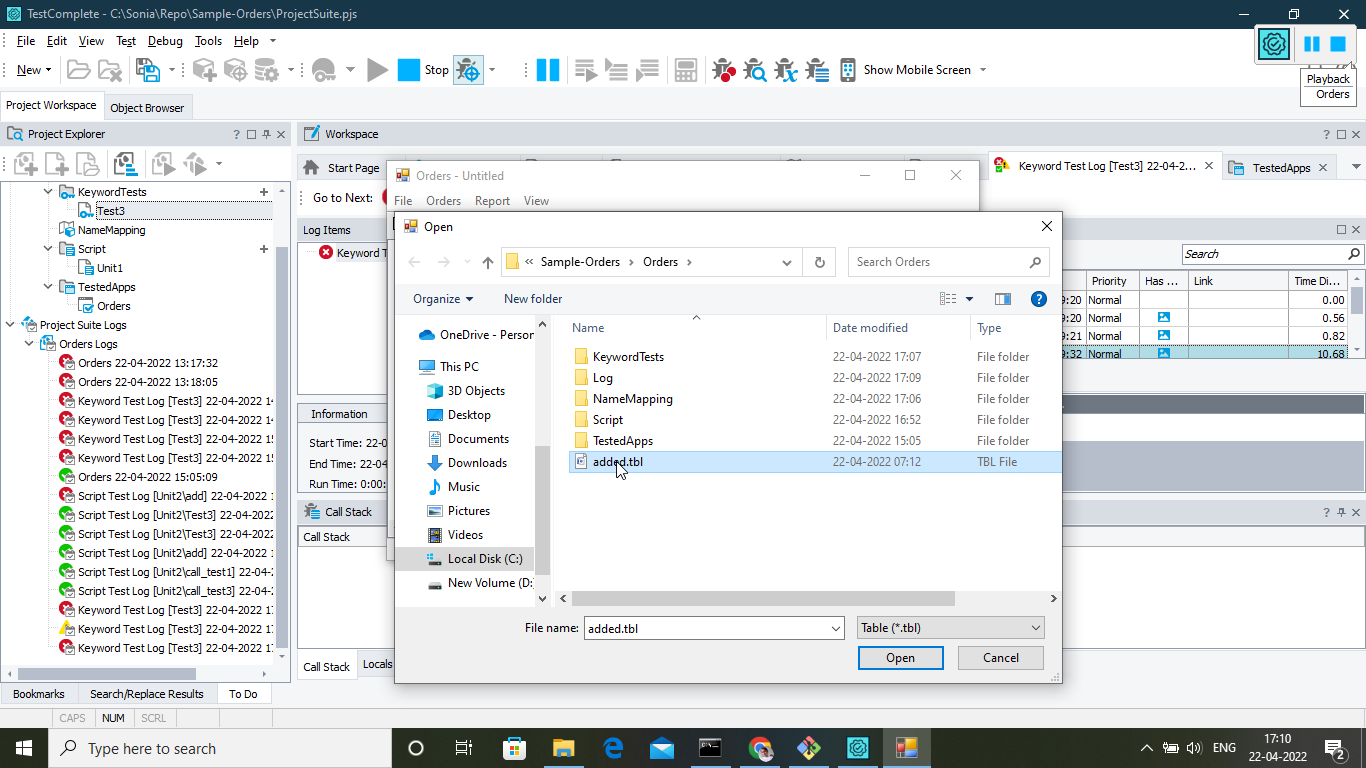 TestComplete - C:\Sonia\Repo\Sample-Orders\ProjectSuite.pjs
File Edit View Test Debug Tools Help
New Stop Show Mobile Screen
Playback
Orders
Project Workspace Object Browser
Project Explorer
Workspace
KeywordTests
Test3
NameMapping
Script
Unit1
TestedApps
Orders
Project Suite Logs
Orders Logs
Orders 22-04-2022 13:17:32
Orders 22-04-2022 13:18:05
Keyword Test Log [Test3] 22-04-2022 1
Keyword Test Log [Test3] 22-04-2022 1
Keyword Test Log [Test3] 22-04-2022 1
Keyword Test Log [Test3] 22-04-2022 1
Orders 22-04-2022 15:05:09
Script Test Log [Unit2\add] 22-04-2022 1
Script Test Log [Unit2\Test3] 22-04-2022
Script Test Log [Unit2\Test3] 22-04-2022
Script Test Log [Unit2\add] 22-04-2022
Script Test Log [Unit2\call_test1] 22-04-
Script Test Log [Unit2\call_test3] 22-04-
Keyword Test Log [Test3] 22-04-2022 1
Keyword Test Log [Test3] 22-04-2022 1
Keyword Test Log [Test3] 22-04-2022 1
Bookmarks Search/Replace Results To Do
Start Page
Keyword Test Log [Test3] 22-04-2... TestedApps
Go to Next:
Log Items
Keyword T
Search
Priority Has ... Link Time Di...
9:20 Normal 0.00
9:20 Normal 0.56
9:21 Normal 0.82
9:32 Normal 10.68
Information
Start Time: 22-0
End Time: 22-04
Run Time: 0:00:
Call Stack
Call Stack
Call Stack Locals
Orders - Untitled
File Orders Report View
Open
Sample-Orders Orders
Search Orders
Organize New folder
OneDrive - Person
This PC
3D Objects
Desktop
Documents
Downloads
Music
Pictures
Videos
Local Disk (C:)
New Volume (D:
Name Date modified Type
KeywordTests 22-04-2022 17:07 File folder
Log 22-04-2022 17:09 File folder
NameMapping 22-04-2022 17:06 File folder
Script 22-04-2022 16:52 File folder
TestedApps 22-04-2022 15:05 File folder
added.tbl 22-04-2022 07:12 TBL File
File name: added.tbl Table (*.tbl)
Open Cancel
CAPS NUM SCRL
Type here to search
ENG
17:10
22-04-2022
2